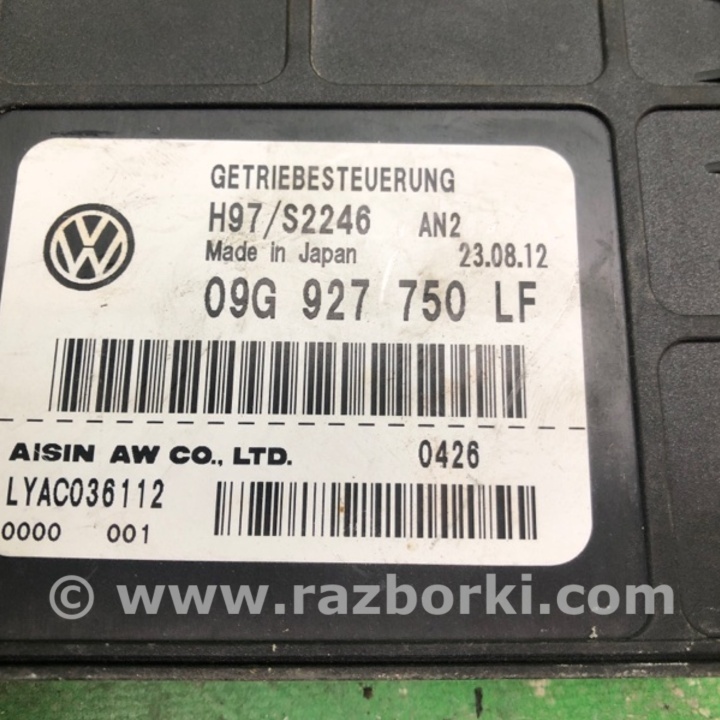 GETRIEBESTEUERUNG
H97/S2246 AN2
Made in Japan 23.08.12
09G 927 750 LF
AISIN AW CO., LTD. 0426
LYAC036112
0000 001
© www.razborki.com